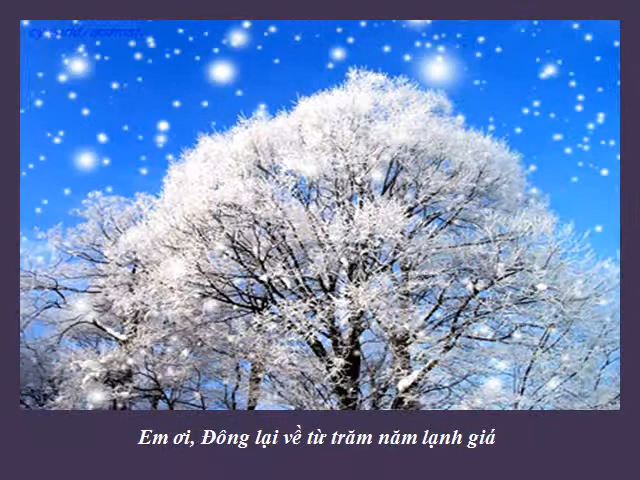 Em ơi, Đông lại về từ trăm năm lạnh giá